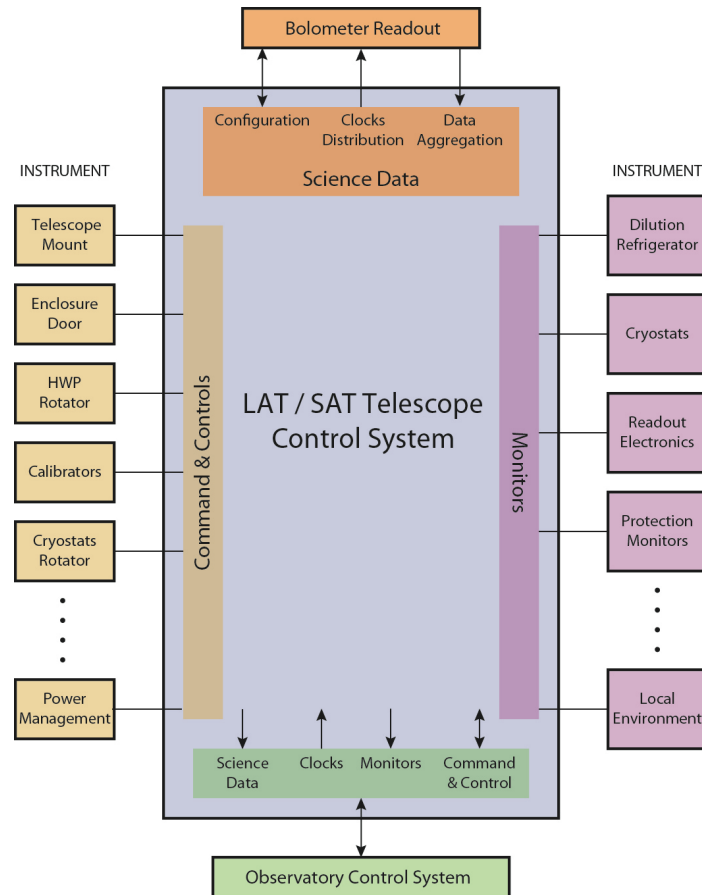 Bolometer Readout
Configuration
Clocks
Distribution
Data
Aggregation
Science Data
INSTRUMENT
Telescope
Mount
Enclosure
Door
HWP
Rotator
Calibrators
Cryostats
Rotator
Power
Management
Command & Controls
LAT / SAT Telescope
Control System
Monitors
INSTRUMENT
Dilution
Refrigerator
Cryostats
Readout
Electronics
Protection
Monitors
Local
Environment
Science
Data
Clocks
Monitors
Command
& Control
Observatory Control System